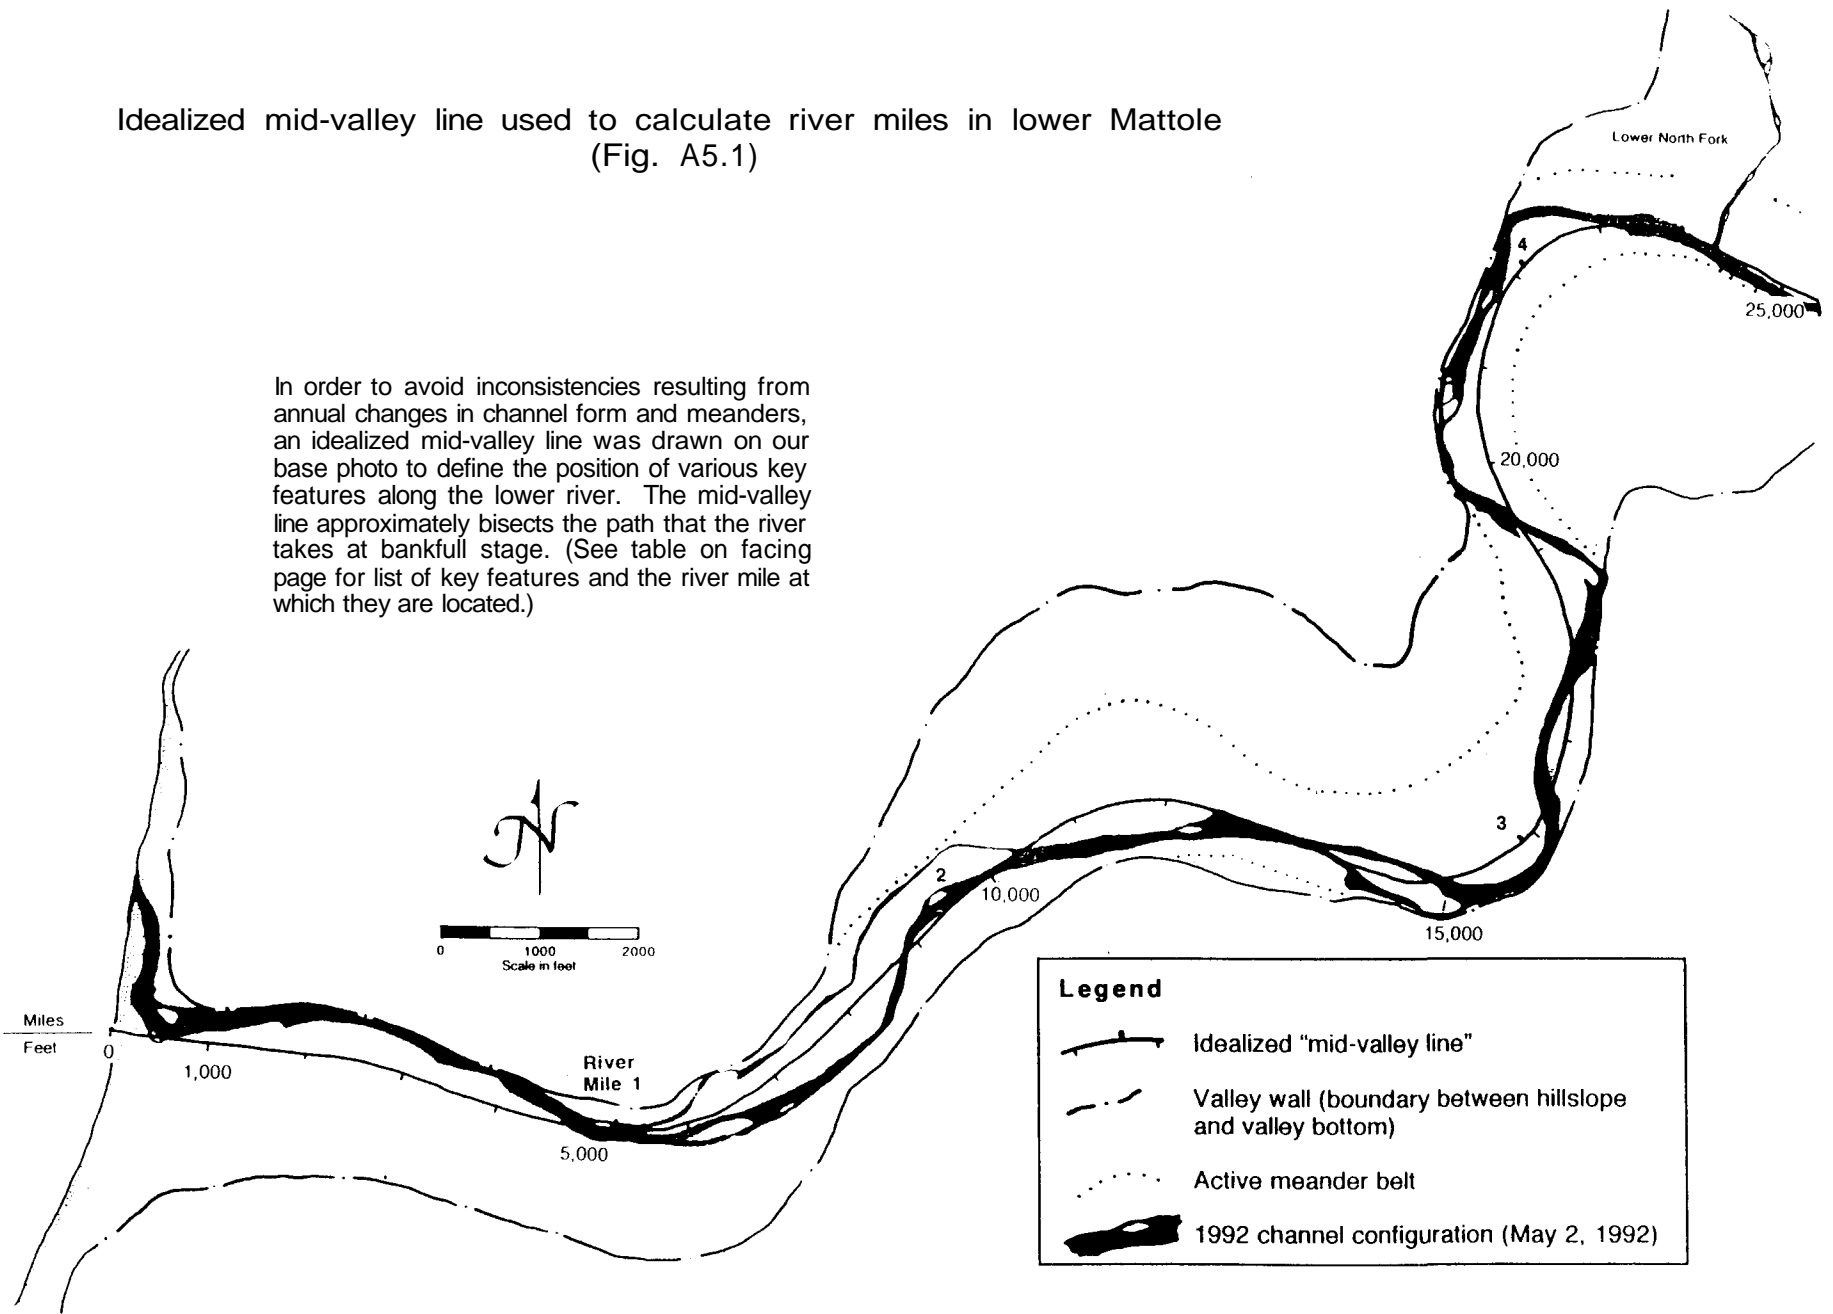 Idealized mid-valley line used to calculate river miles in lower Mattole
(Fig. A5.1)
Lower North Fork
4
25,000
In order to avoid inconsistencies resulting from
annual changes in channel form and meanders,
an idealized mid-valley line was drawn on our
base photo to define the position of various key
features along the lower river. The mid-valley
line approximately bisects the path that the river
takes at bankfull stage. (See table on facing
page for list of key features and the river mile at
which they are located.)
20,000
N
3
2
10,000
15,000
0 1000 2000
Scale in feet
Miles
Feet
0
1,000
River
Mile 1
5,000
Legend
Idealized “mid-valley line”
Valley wall (boundary between hillslope
and valley bottom)
Active meander belt
1992 channel configuration (May 2, 1992)